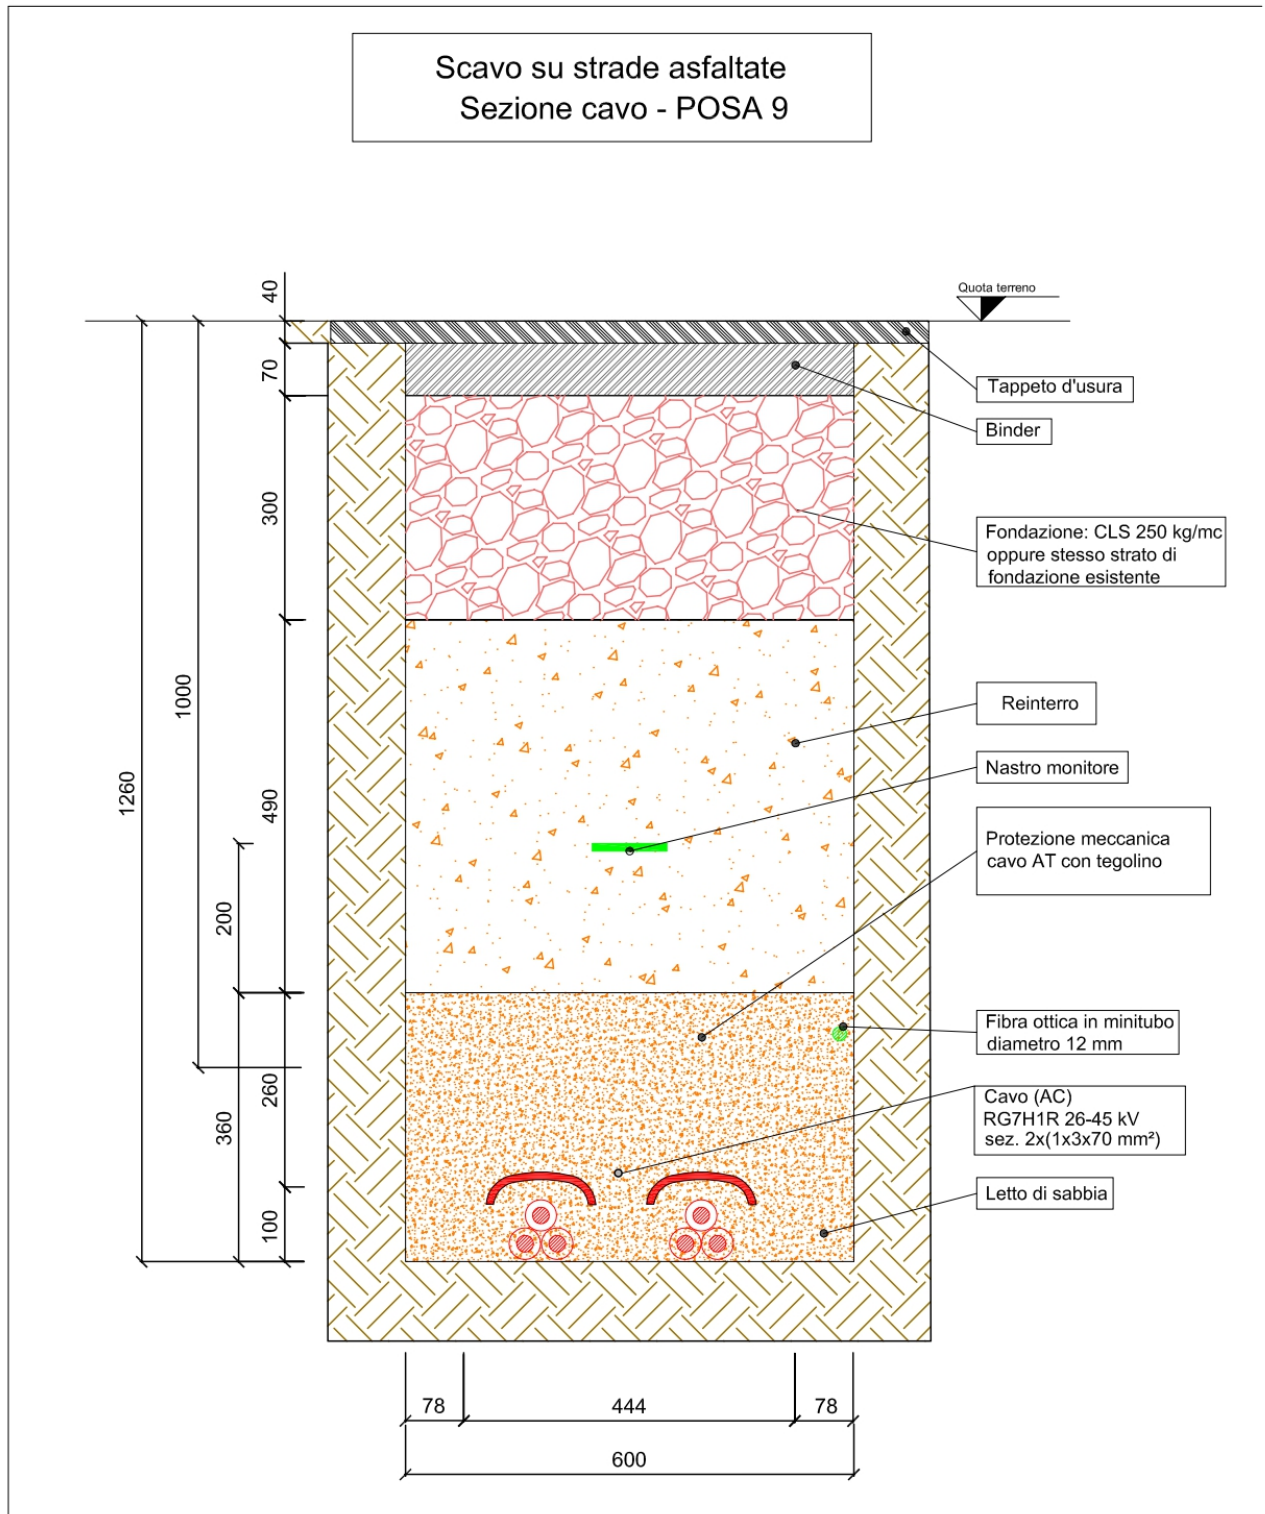 Scavo su strade asfaltate
Sezione cavo - POSA 9
Quota terreno
40
70
300
490
260
100
1000
1260
200
360
Tappeto d'usura
Binder
Fondazione: CLS 250 kg/mc
oppure stesso strato di
fondazione esistente
Reinterro
Nastro monitore
Protezione meccanica
cavo AT con tegolino
Fibra ottica in minitubo
diametro 12 mm
Cavo (AC)
RG7H1R 26-45 kV
sez. 2x(1x3x70 mm²)
Letto di sabbia
78
444
78
600